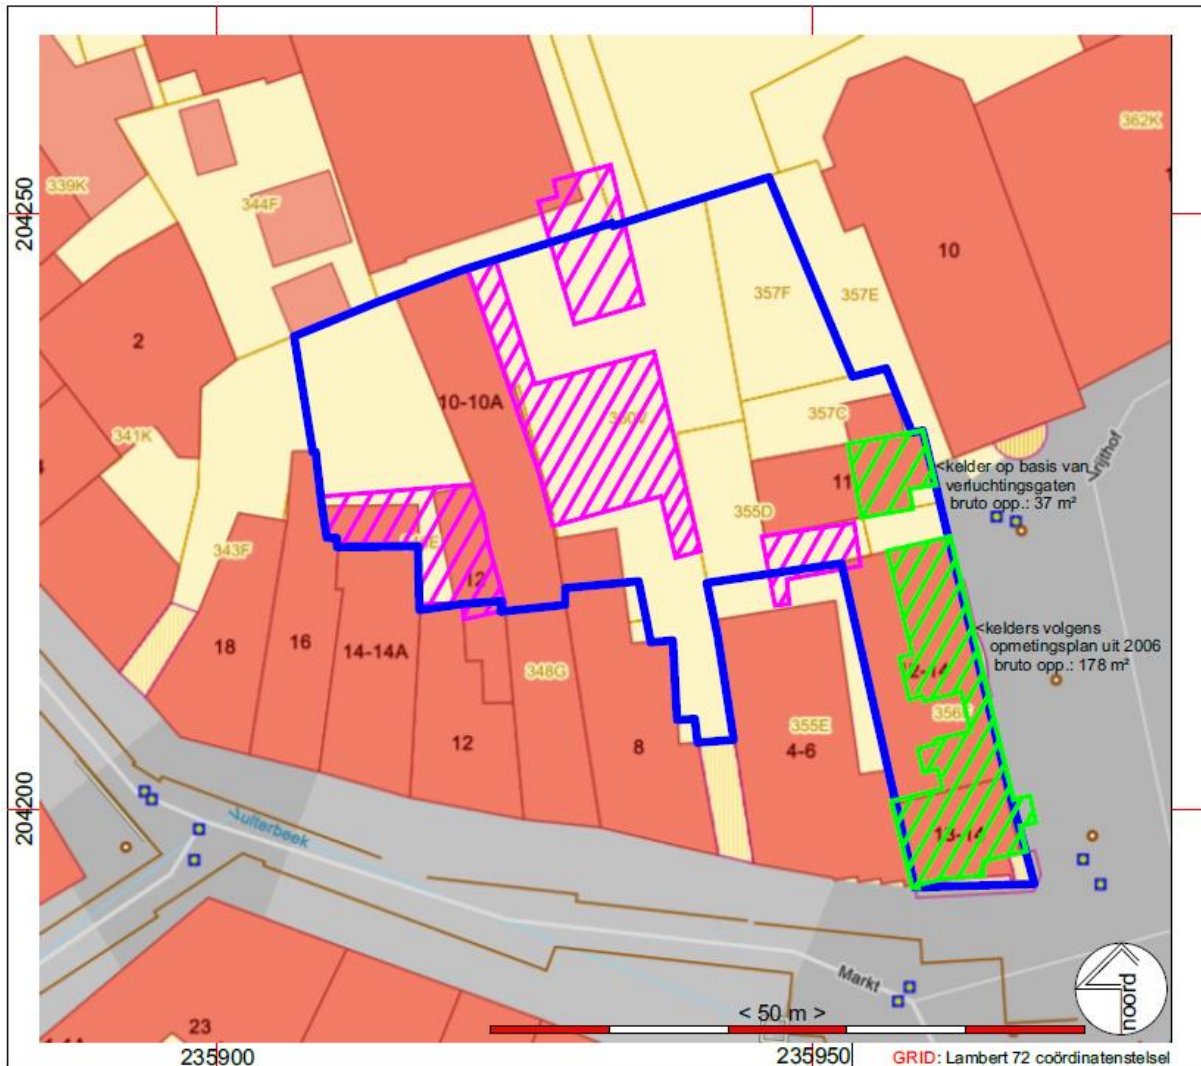 362K
339K
204250
344F
10
2
357F
357E
10-10A
357C
341K
<kelder op basis van
verluchtingsgaten
bruto opp.: 37 m²
11
355D
343F
12
<kelders volgens
opmetingsplan uit 2006
bruto opp.: 178 m²
18
16
14-14A
348G
355E
12
8
4-6
204200
13-14
Markt
< 50 m >
noord
23
235900
235950
GRID: Lambert 72 coördinatenstelsel